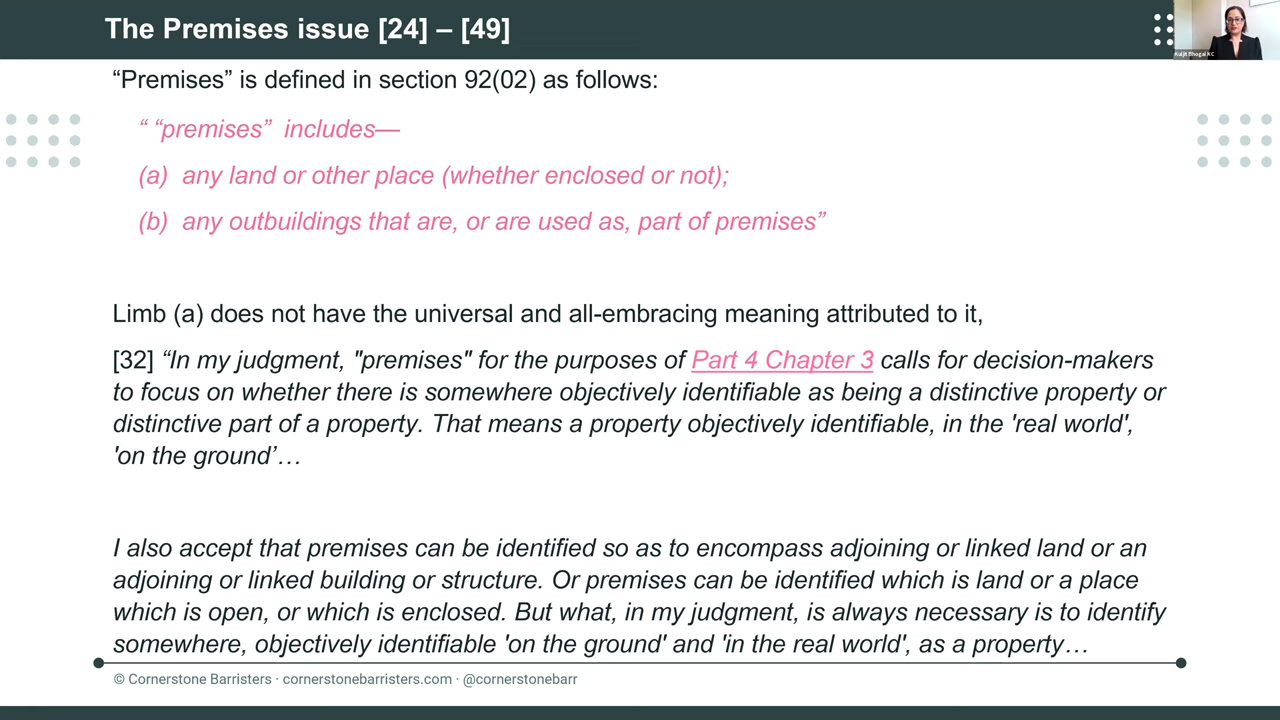 The Premises issue [24] – [49]
Kuljit Bhogal KC
“Premises” is defined in section 92(02) as follows:
“ “premises” includes—
(a) any land or other place (whether enclosed or not);
(b) any outbuildings that are, or are used as, part of premises”
Limb (a) does not have the universal and all-embracing meaning attributed to it,
[32] “In my judgment, "premises" for the purposes of Part 4 Chapter 3 calls for decision-makers
to focus on whether there is somewhere objectively identifiable as being a distinctive property or
distinctive part of a property. That means a property objectively identifiable, in the 'real world',
'on the ground’…
I also accept that premises can be identified so as to encompass adjoining or linked land or an
adjoining or linked building or structure. Or premises can be identified which is land or a place
which is open, or which is enclosed. But what, in my judgment, is always necessary is to identify
somewhere, objectively identifiable 'on the ground' and 'in the real world', as a property…
© Cornerstone Barristers · cornerstonebarristers.com · @cornerstonebarr